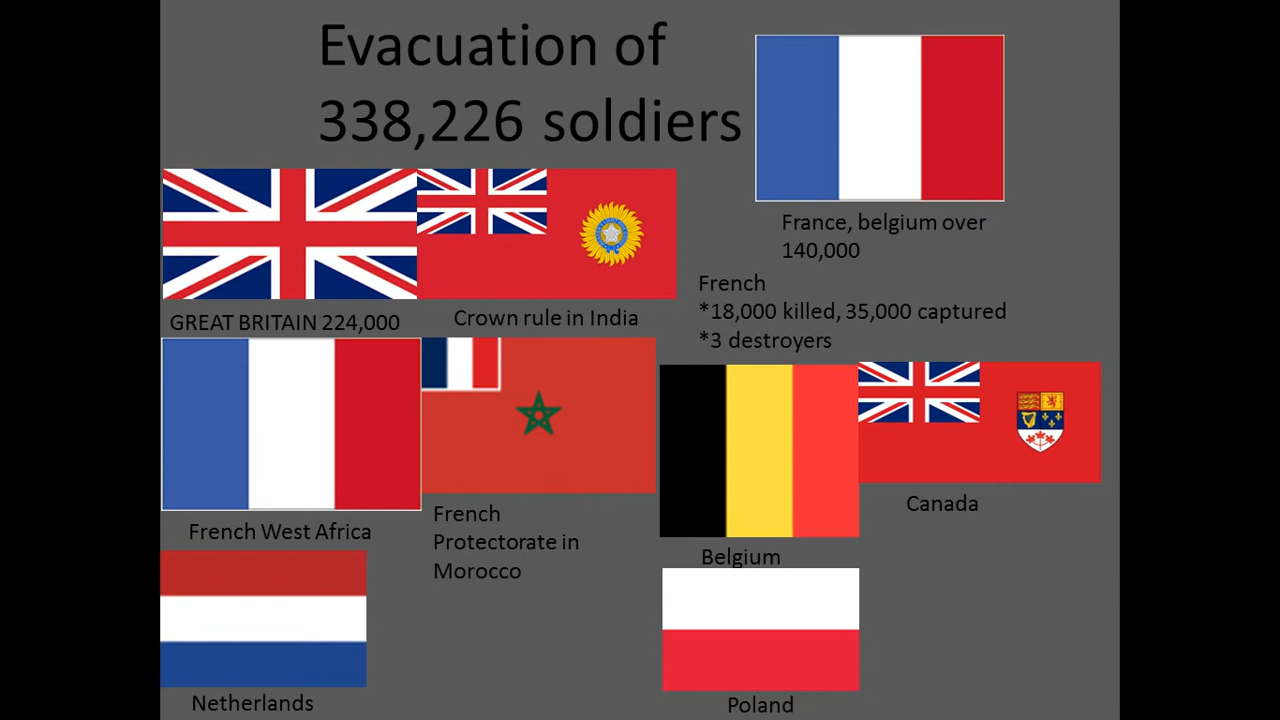 Evacuation of
338,226 soldiers
France, belgium over
140,000
French
*18,000 killed, 35,000 captured
*3 destroyers
GREAT BRITAIN 224,000
Crown rule in India
French West Africa
French
Protectorate in
Morocco
Belgium
Canada
Netherlands
Poland